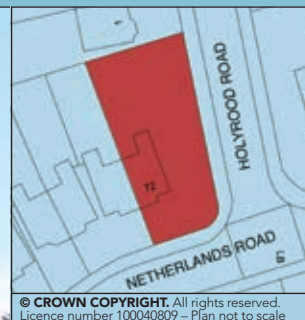 HOLYROOD ROAD
72
NETHERLANDS ROAD
© CROWN COPYRIGHT. All rights reserved.
Licence number 100040809 – Plan not to scale